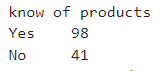 know of products
Yes 98
No 41